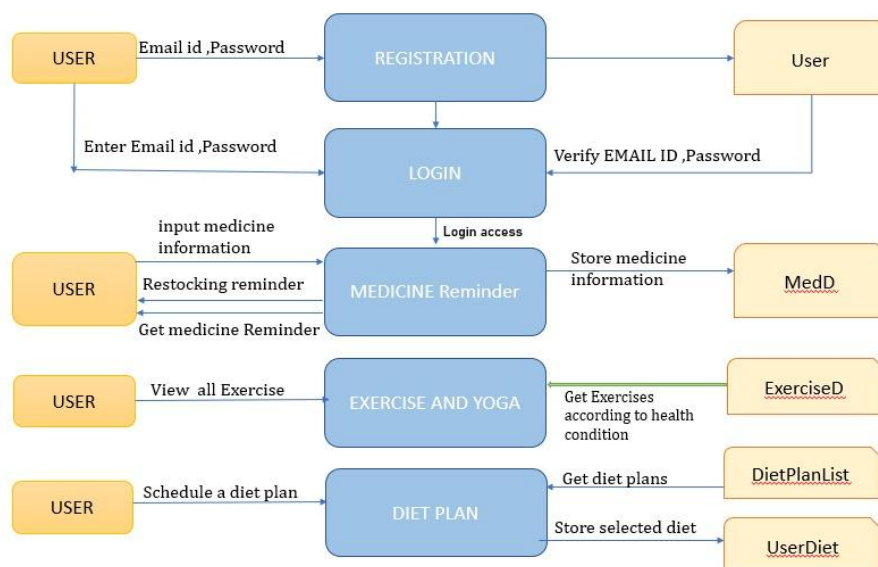 USER
Email id ,Password
REGISTRATION
User
Enter Email id ,Password
LOGIN
Verify EMAIL ID ,Password
Login access
input medicine
information
USER
Restocking reminder
Get medicine Reminder
MEDICINE Reminder
Store medicine
information
MedD
USER
View all Exercise
EXERCISE AND YOGA
Get Exercises
according to health
condition
ExerciseD
USER
Schedule a diet plan
DIET PLAN
Get diet plans
DietPlanList
Store selected diet
UserDiet